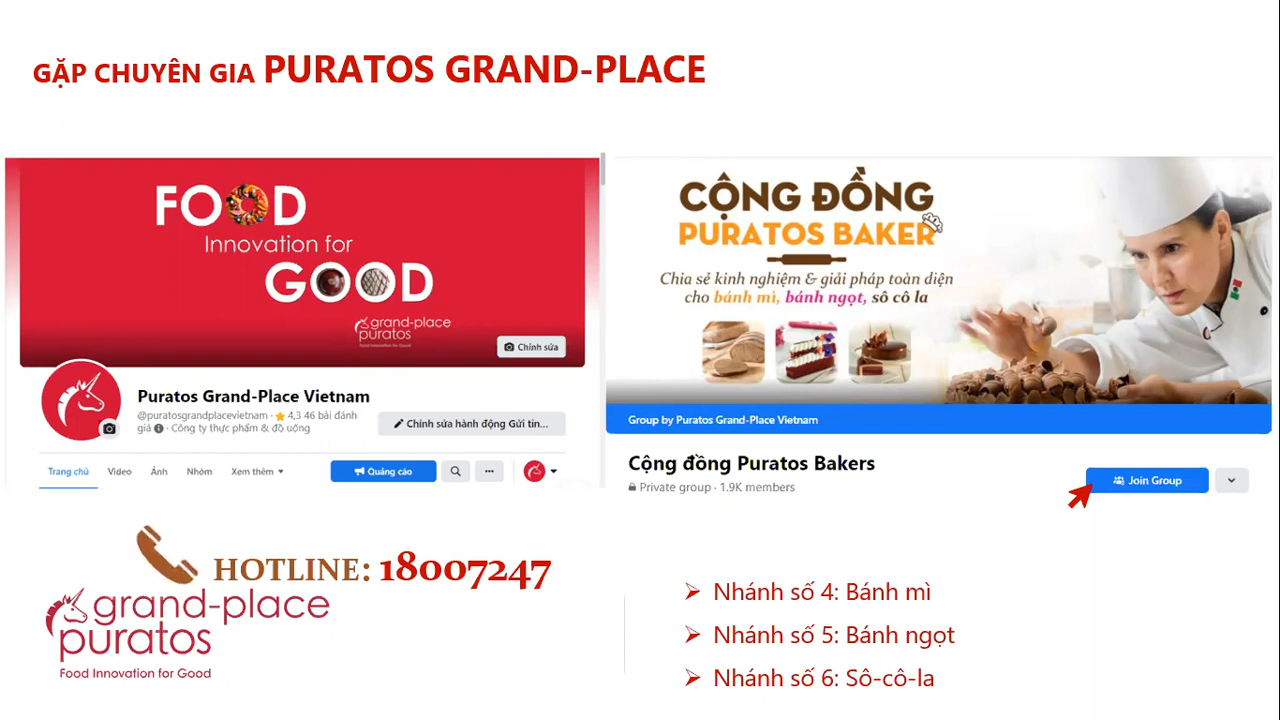 GẶP CHUYÊN GIA PURATOS GRAND-PLACE
FOOD
Innovation for
GOOD
grand-place
puratos
Food Innovation for Good
Chỉnh sửa
Puratos Grand-Place Vietnam
@puratosgrandplacevietnam · 4,3 46 bài đánh
giá · Công ty thực phẩm & đồ uống
Chỉnh sửa hành động Gửi tin...
Trang chủ Video Ảnh Nhóm Xem thêm
Quảng cáo
CỘNG ĐỒNG
PURATOS BAKER
Chia sẻ kinh nghiệm & giải pháp toàn diện
cho bánh mì, bánh ngọt, sô cô la
Group by Puratos Grand-Place Vietnam
Cộng đồng Puratos Bakers
Private group · 1.9K members
Join Group
HOTLINE: 18007247
grand-place
puratos
Food Innovation for Good
Nhánh số 4: Bánh mì
Nhánh số 5: Bánh ngọt
Nhánh số 6: Sô-cô-la